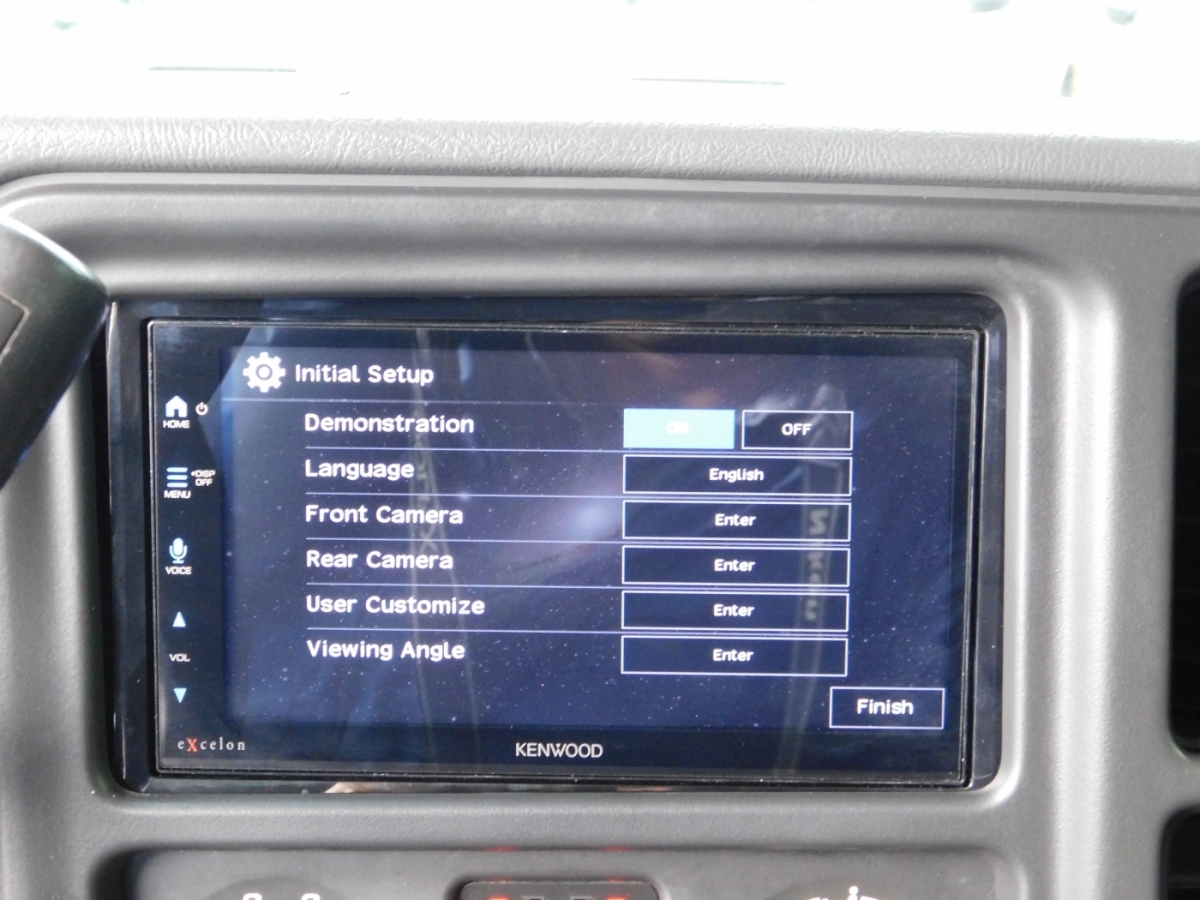 Initial Setup
Demonstration ON OFF
Language English
Front Camera Enter
Rear Camera Enter
User Customize Enter
Viewing Angle Enter
Finish
HOME
MENU DISP OFF
VOICE
VOL
eXcelon KENWOOD